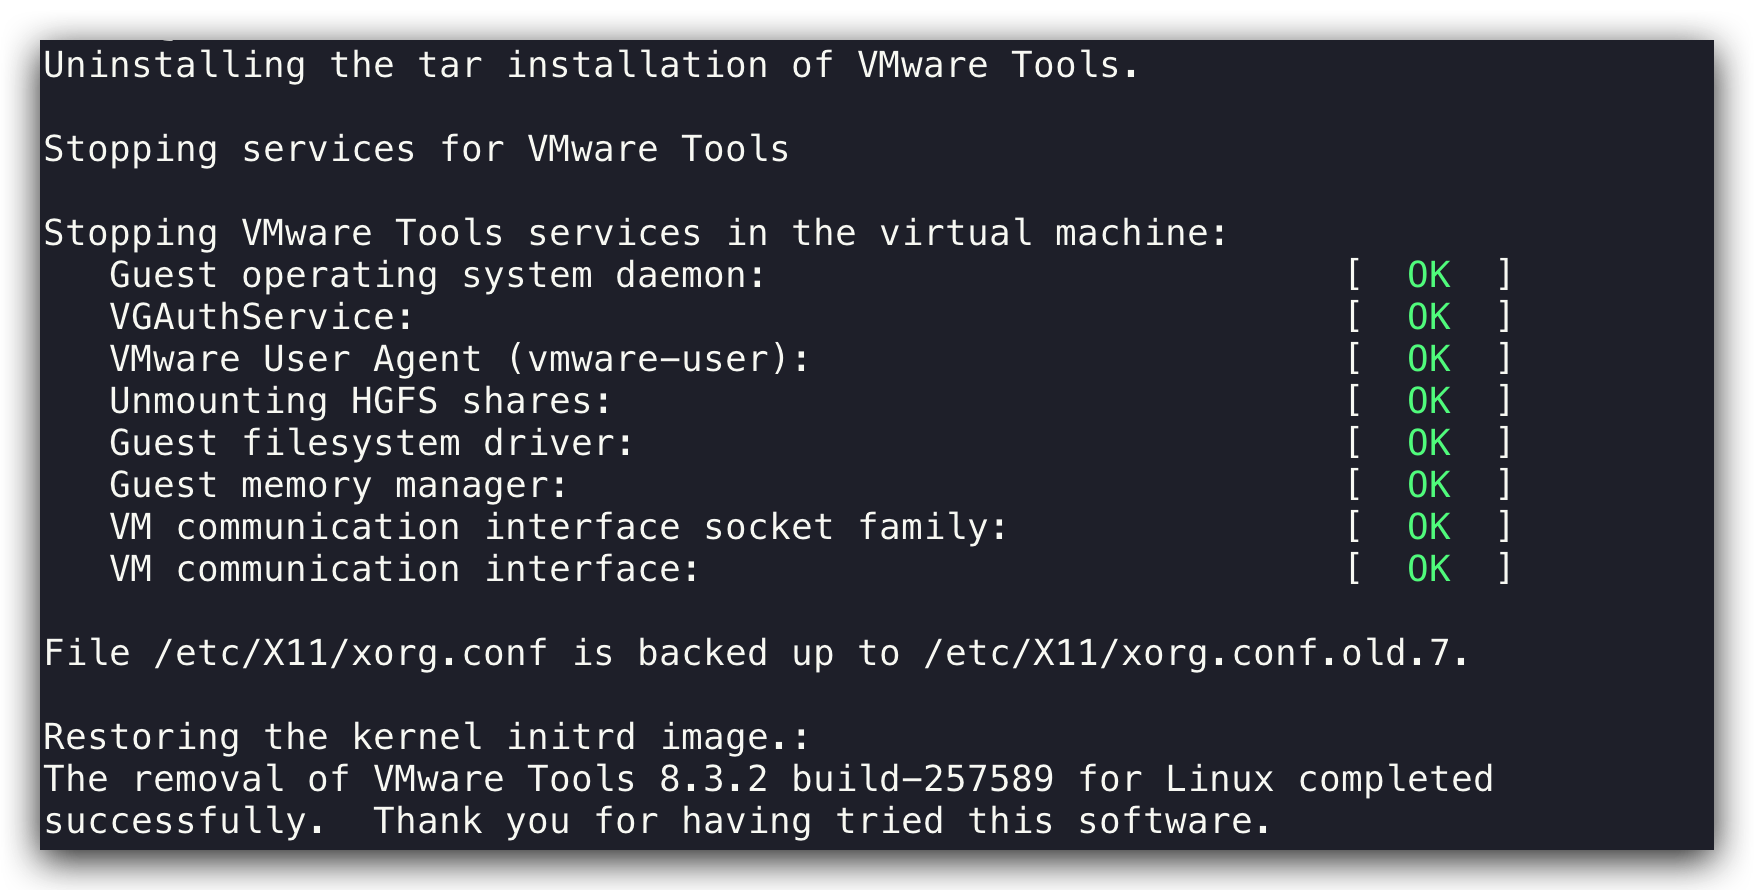 Uninstalling the tar installation of VMware Tools.

Stopping services for VMware Tools

Stopping VMware Tools services in the virtual machine:
   Guest operating system daemon:                          [  OK  ]
   VGAuthService:                                          [  OK  ]
   VMware User Agent (vmware-user):                        [  OK  ]
   Unmounting HGFS shares:                                 [  OK  ]
   Guest filesystem driver:                                [  OK  ]
   Guest memory manager:                                   [  OK  ]
   VM communication interface socket family:               [  OK  ]
   VM communication interface:                             [  OK  ]

File /etc/X11/xorg.conf is backed up to /etc/X11/xorg.conf.old.7.

Restoring the kernel initrd image.:
The removal of VMware Tools 8.3.2 build-257589 for Linux completed
successfully.  Thank you for having tried this software.